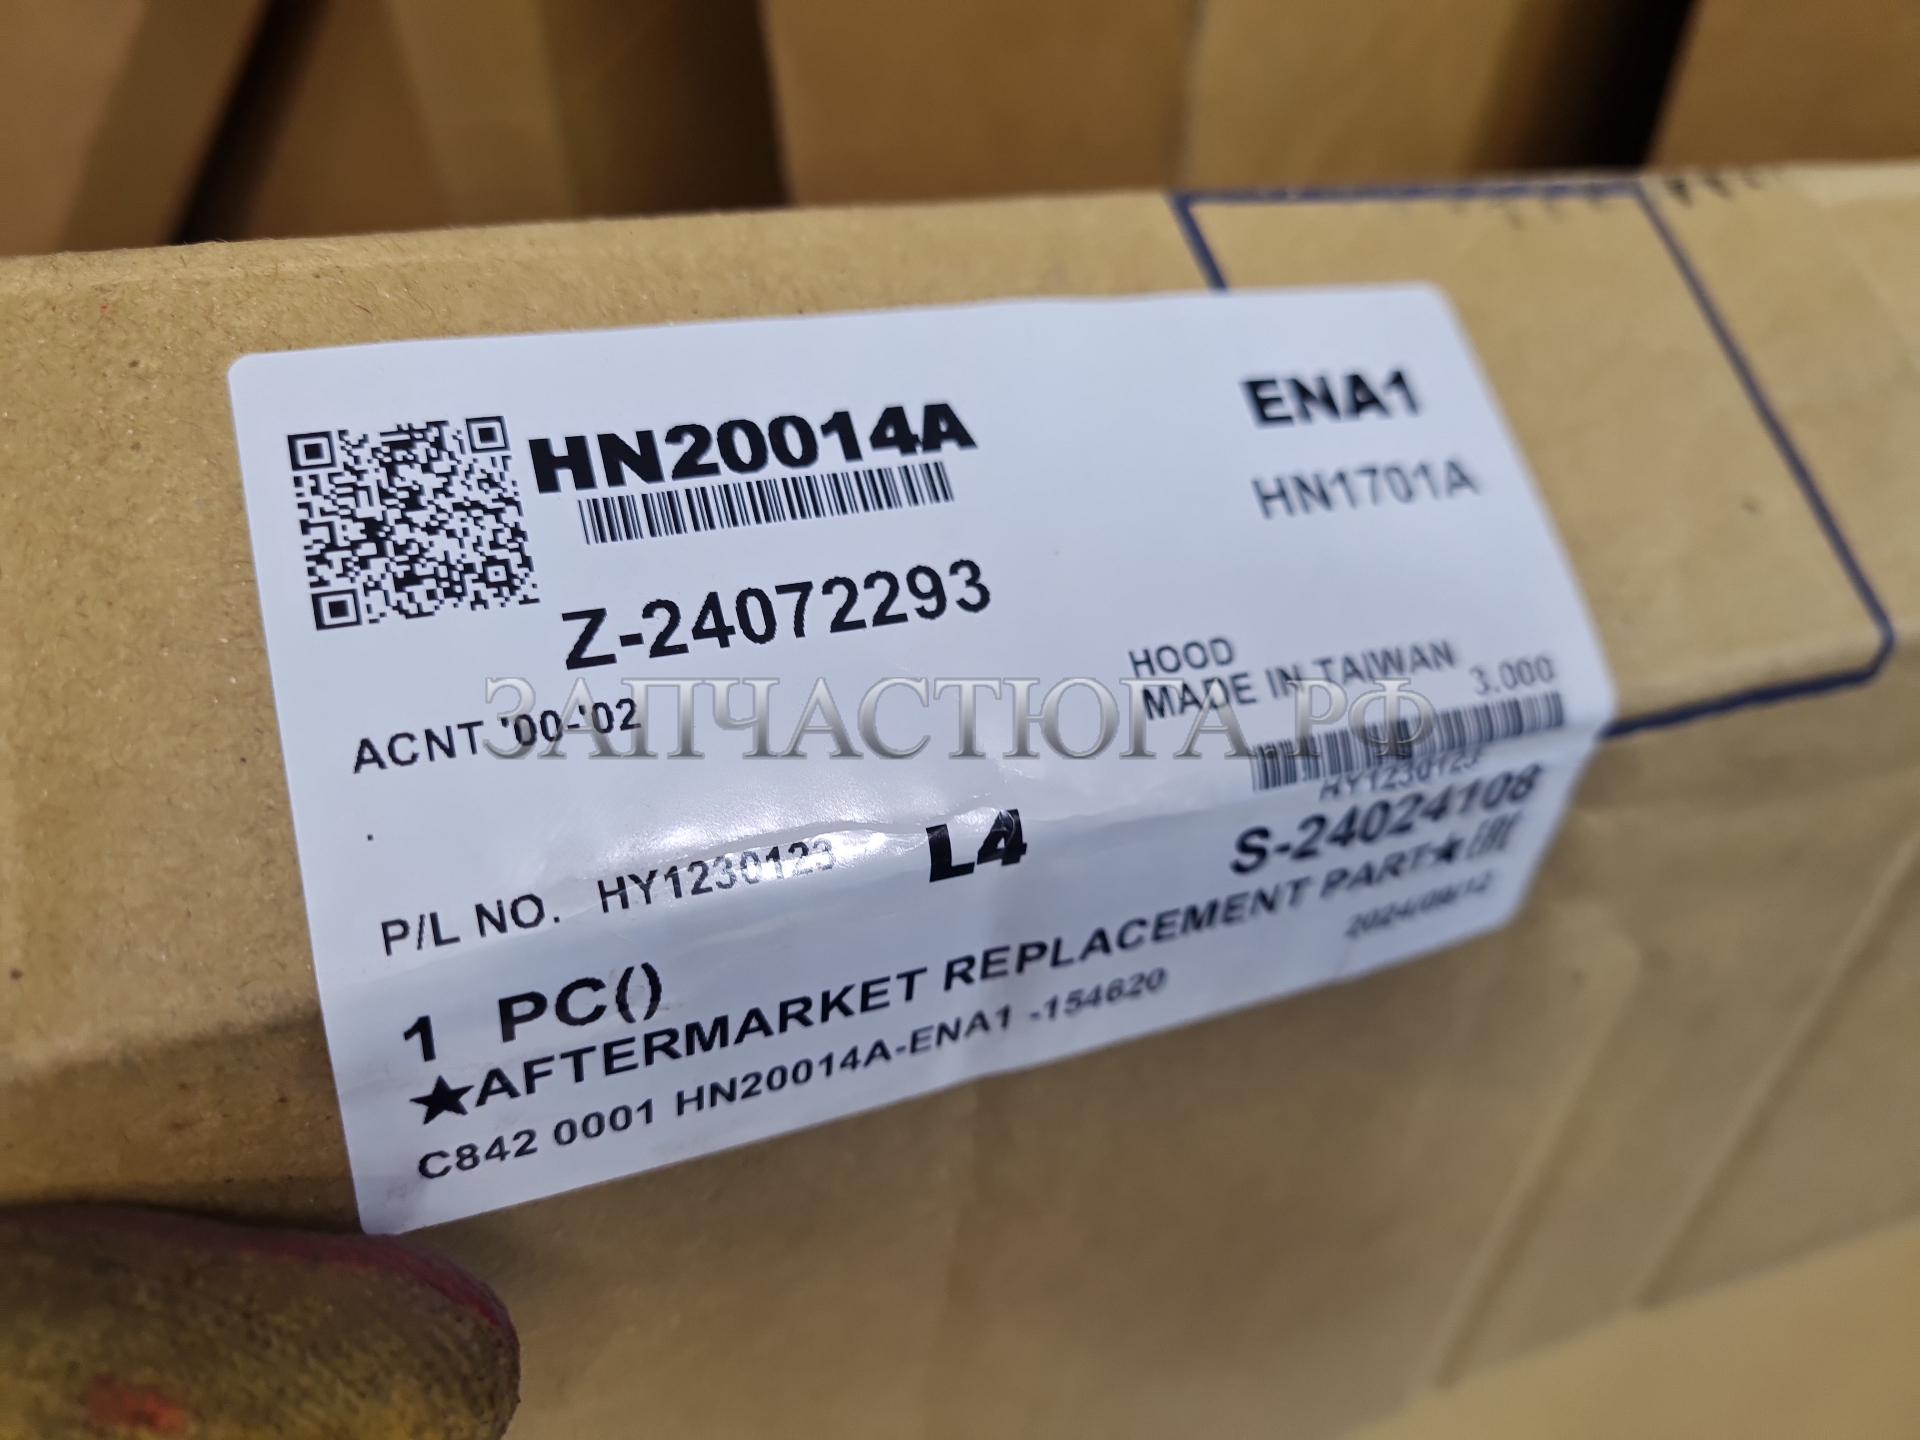 HN20014A
ENA1
HN1701A
Z-24072293
HOOD
MADE IN TAIWAN
3.000
ACNT '00-'02
ЗАПЧАСТЮГА.РФ
HY1230123
.
P/L NO. HY1230123
L4
S-24024108
1 PC()
★AFTERMARKET REPLACEMENT PART★
C842 0001 HN20014A-ENA1 -154620